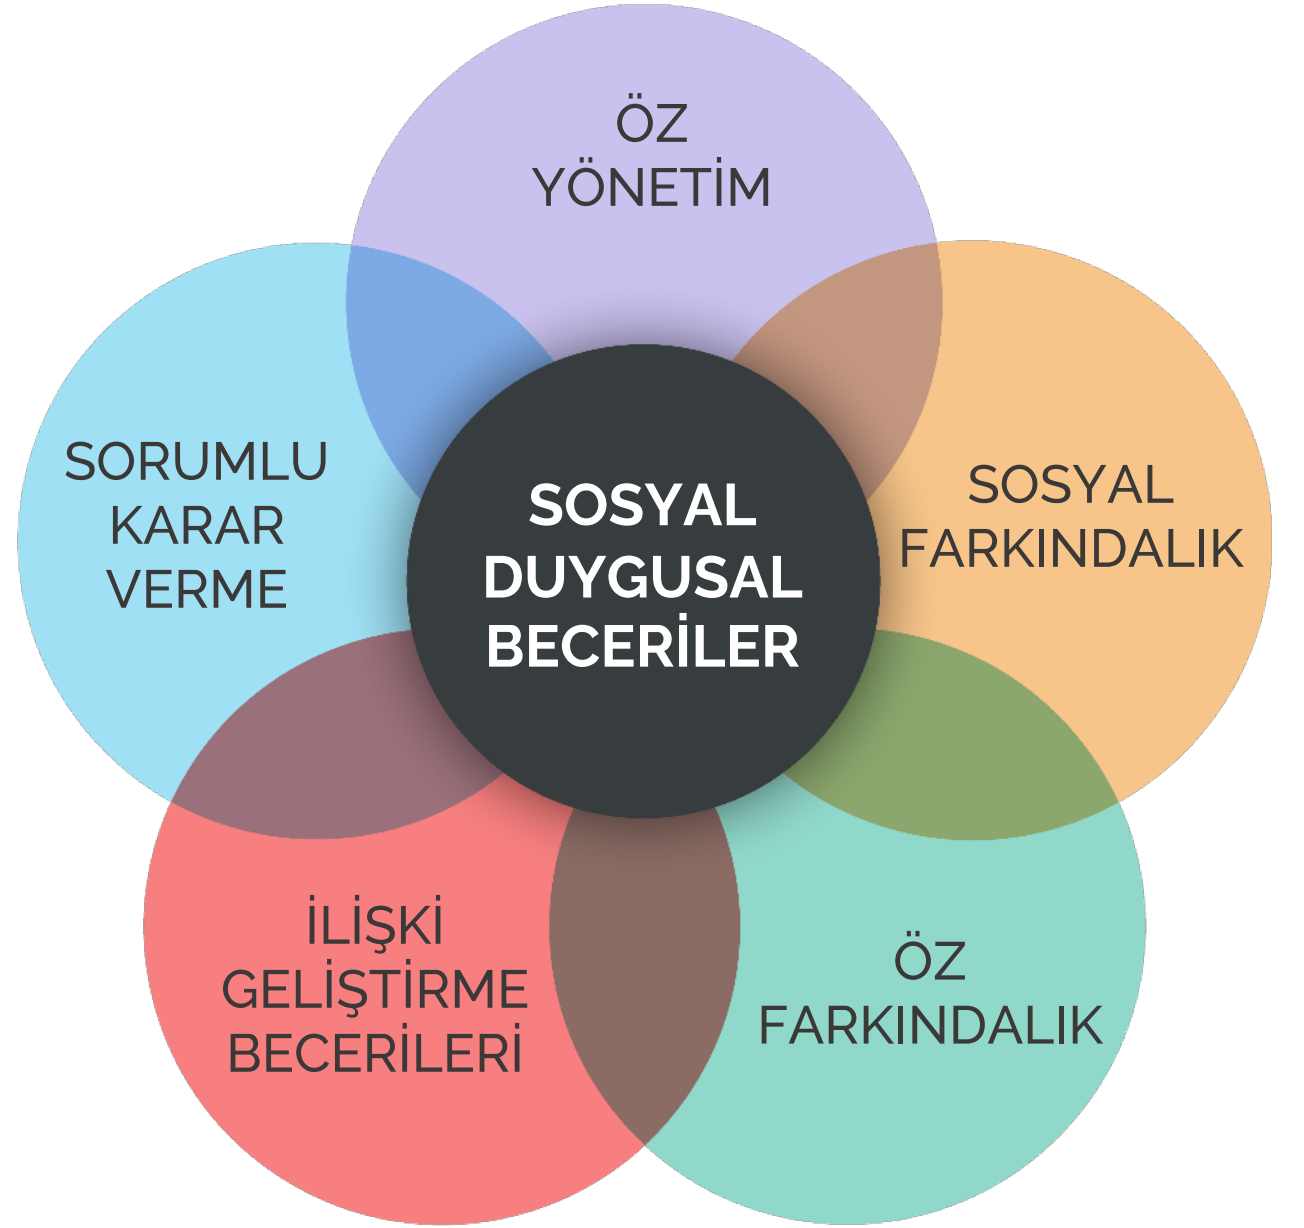 ÖZ
YÖNETİM
SORUMLU
KARAR
VERME
SOSYAL
DUYGUSAL
BECERİLER
SOSYAL
FARKINDALIK
İLİŞKİ
GELİŞTİRME
BECERİLERİ
ÖZ
FARKINDALIK